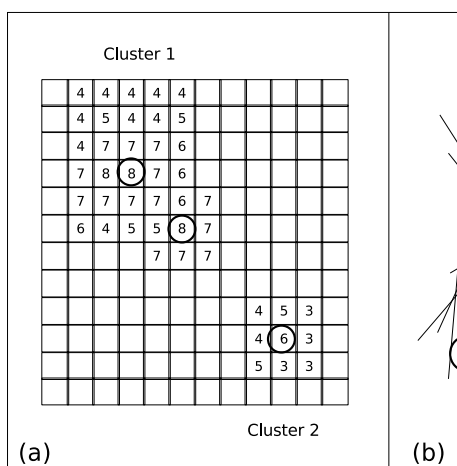 Cluster 1
4 4 4 4 4
4 5 4 4 5
4 7 7 7 6
7 8 8 7 6
7 7 7 7 6 7
6 4 5 5 8 7
7 7 7
4 5 3
4 6 3
5 3 3
Cluster 2
(a) (b)